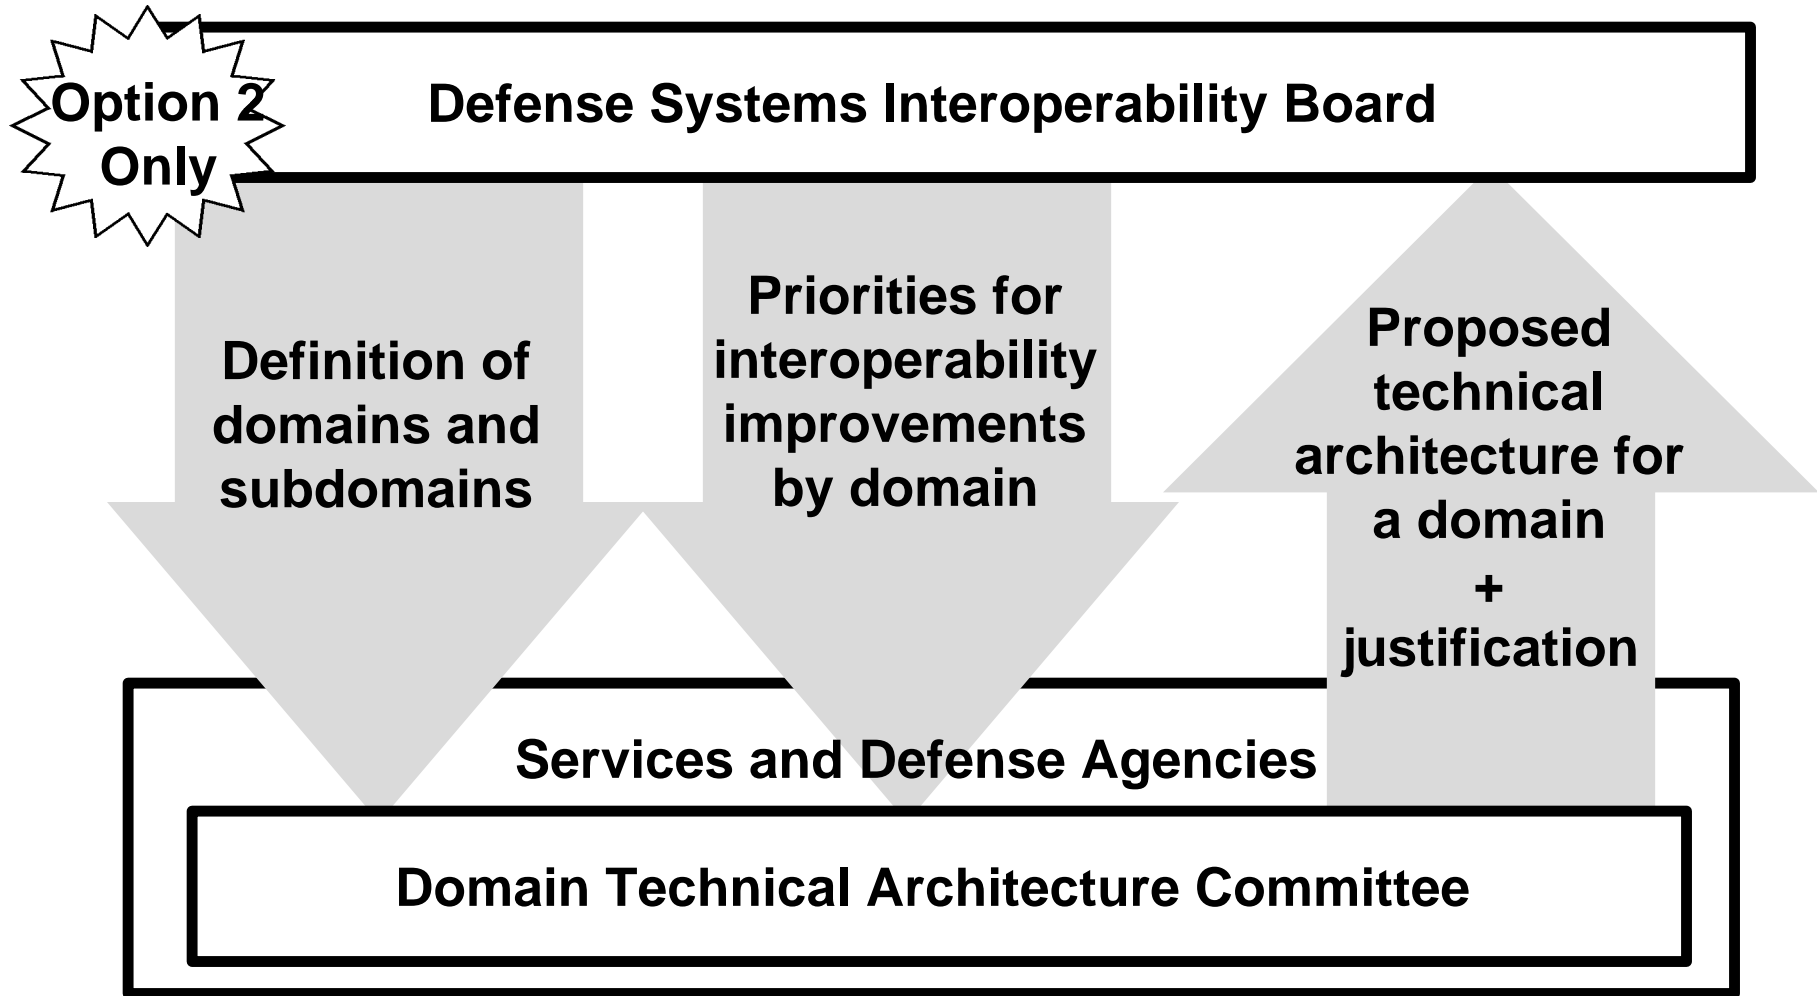 Option 2
Only
Defense Systems Interoperability Board
Definition of
domains and
subdomains
Priorities for
interoperability
improvements
by domain
Proposed
technical
architecture for
a domain
+
justification
Services and Defense Agencies
Domain Technical Architecture Committee